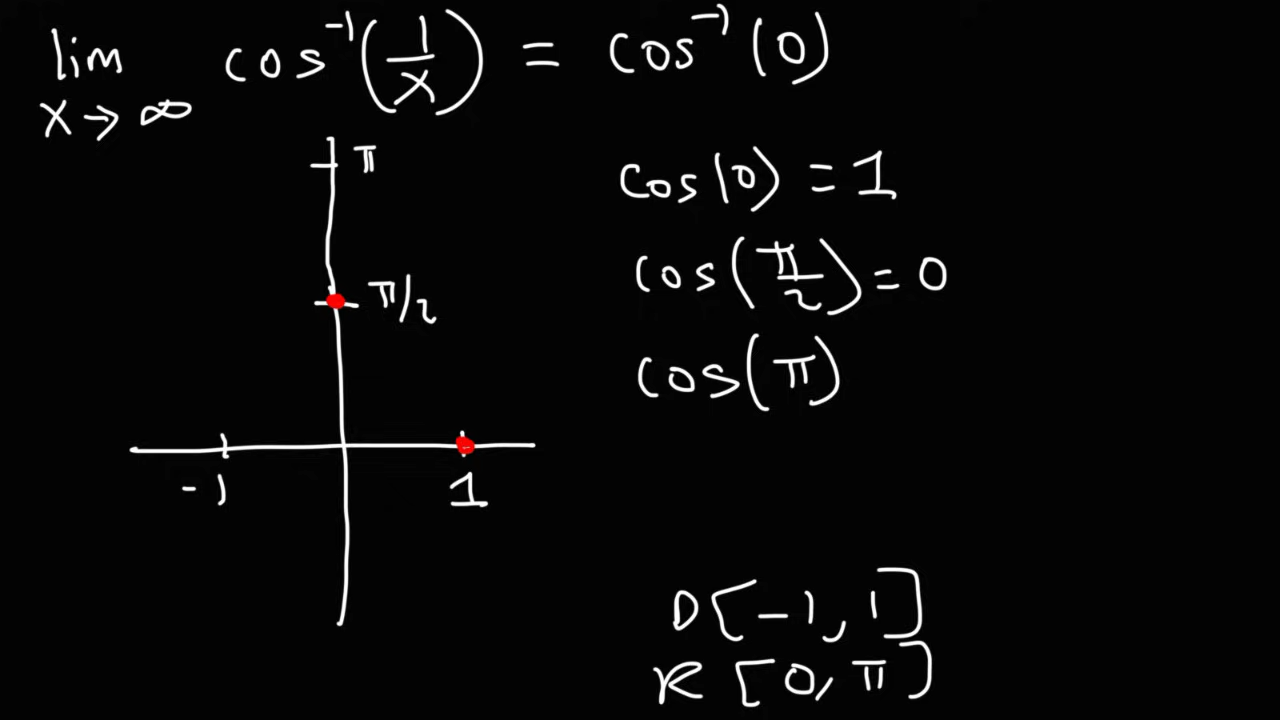 lim x→∞ cos⁻¹(1/x) = cos⁻¹(0)
π
cos(0) = 1
π/2
cos(π/2) = 0
cos(π)
-1
1
D[-1, 1]
R[0, π]